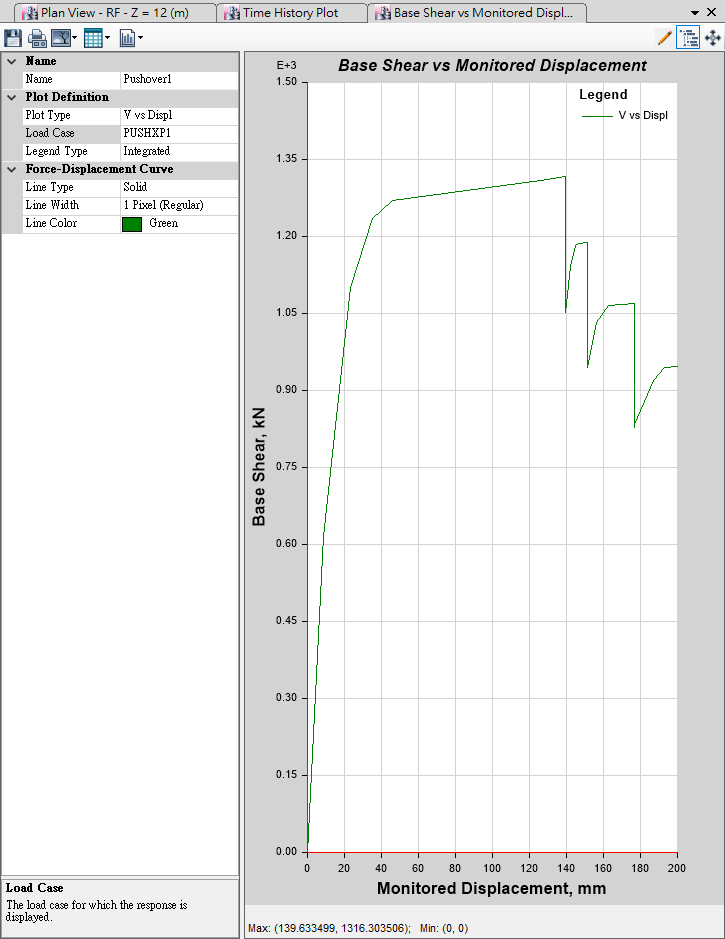 Plan View - RF - Z = 12 (m)
Time History Plot
Base Shear vs Monitored Displ...
Name
Name Pushover1
Plot Definition
Plot Type V vs Displ
Load Case PUSHXP1
Legend Type Integrated
Force-Displacement Curve
Line Type Solid
Line Width 1 Pixel (Regular)
Line Color Green
Load Case
The load case for which the response is
displayed.
E+3
Base Shear vs Monitored Displacement
Legend
V vs Displ
1.50
1.35
1.20
1.05
0.90
0.75
0.60
0.45
0.30
0.15
0.00
Base Shear, kN
0 20 40 60 80 100 120 140 160 180 200
Monitored Displacement, mm
Max: (139.633499, 1316.303506); Min: (0, 0)